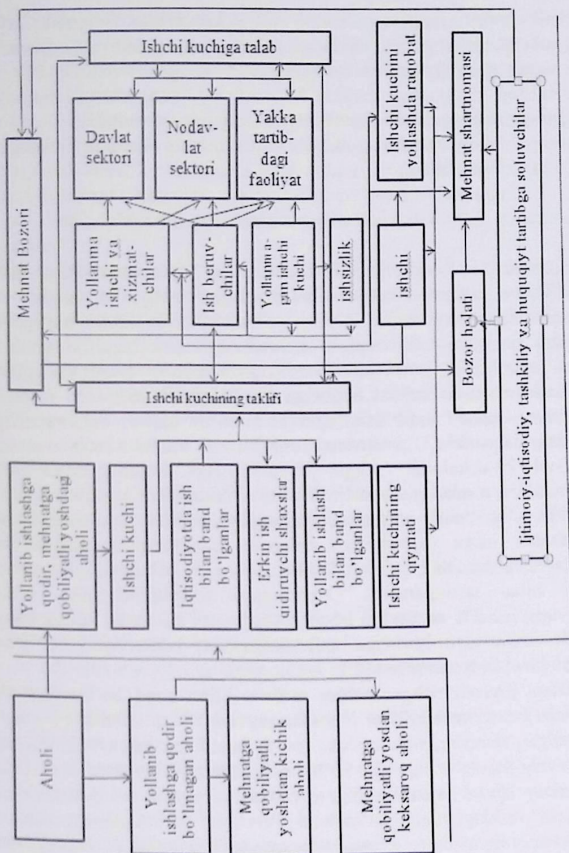 Aholi
Yollanib
ishlashga qodir
bo'lmagan aholi
Mehnatga
qobiliyatli
yoshdan kichik
aholi
Mehnatga
qobiliyatli yosdan
keksaroq aholi
Yollanib ishlashga
qodir, mehnatga
qobiliyatli yoshdagi
aholi
Ishchi kuchi
Iqtisodiyotda ish
bilan band
bo'lganlar
Erkin ish
qidiruvchi shaxslar
Yollanib ishlash
bilan band
bo'lganlar
Ishchi kuchining
qiymati
Mehnat Bozori
Ishchi kuchining taklifi
Yollanma
ishchi va
xizmat-
chilar
Ish beruv-
chilar
Yollanma-
gan ishchi
kuchi
ishsizlik
ishchi
Bozor holati
Davlat
sektori
Nodav-
lat
sektori
Yakka
tartib-
dagi
faoliyat
Ishchi kuchiga talab
Ishchi kuchini
yollashda raqobat
Mehnat shartnomasi
Ijtimoiy-iqtisodiy, tashkiliy va huquqiyt tartibga soluvchilar